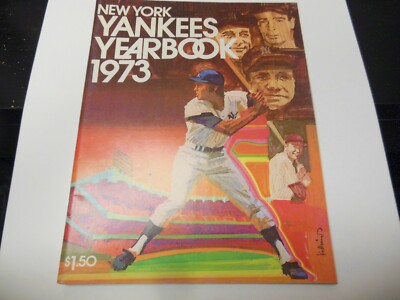 NEW YORK
YANKEES
YEARBOOK
1973
$1.50